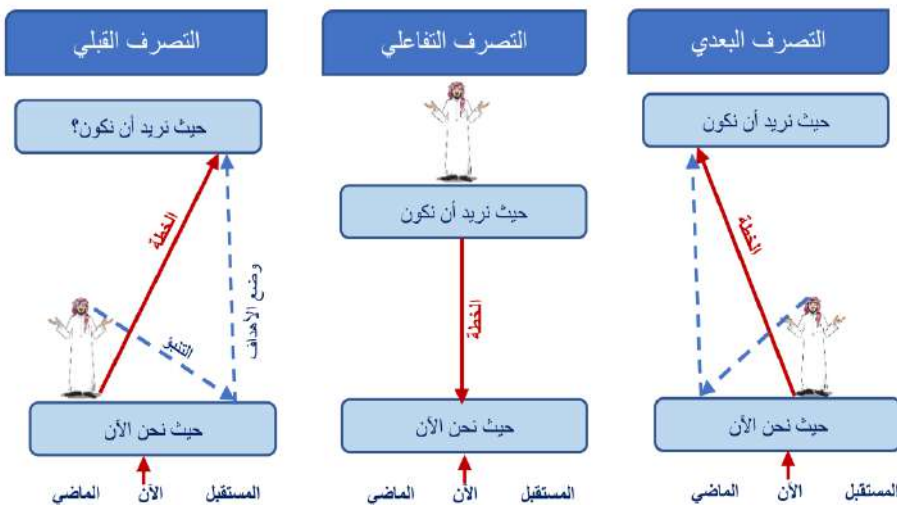 التصرف البعدي
حيث نريد أن نكون
الخطة
حيث نحن الآن
الماضي الآن المستقبل
التصرف التفاعلي
حيث نريد أن نكون
الخطة
حيث نحن الآن
الماضي الآن المستقبل
التصرف القبلي
حيث نريد أن نكون؟
الخطة
وضع الأهداف
التنبؤ
حيث نحن الآن
الماضي الآن المستقبل